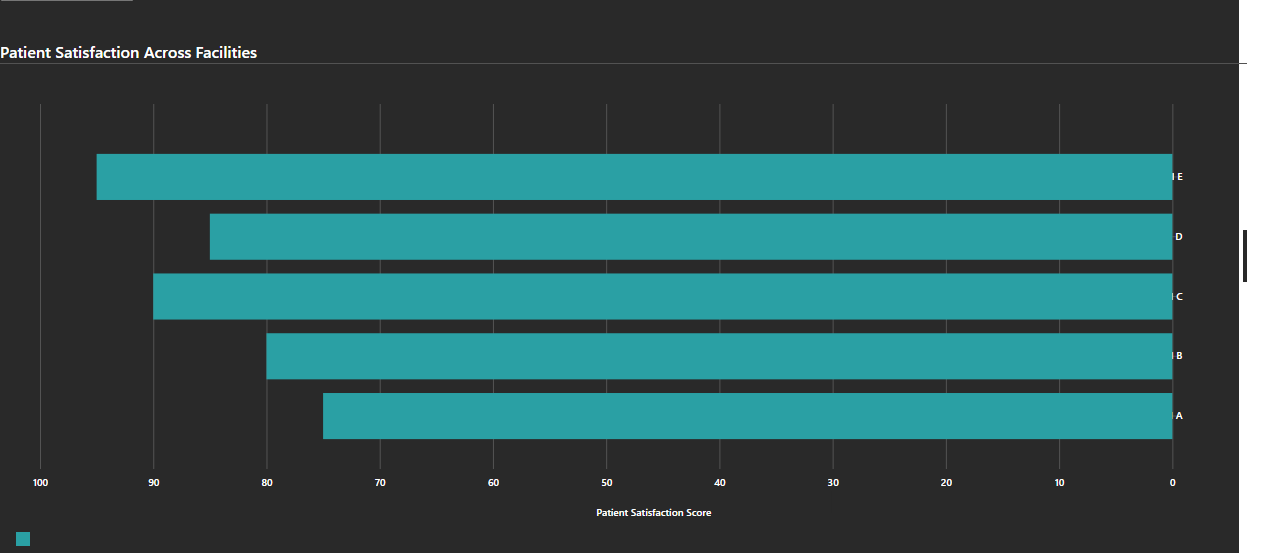 Patient Satisfaction Across Facilities
E
D
C
B
A
100 90 80 70 60 50 40 30 20 10 0
Patient Satisfaction Score